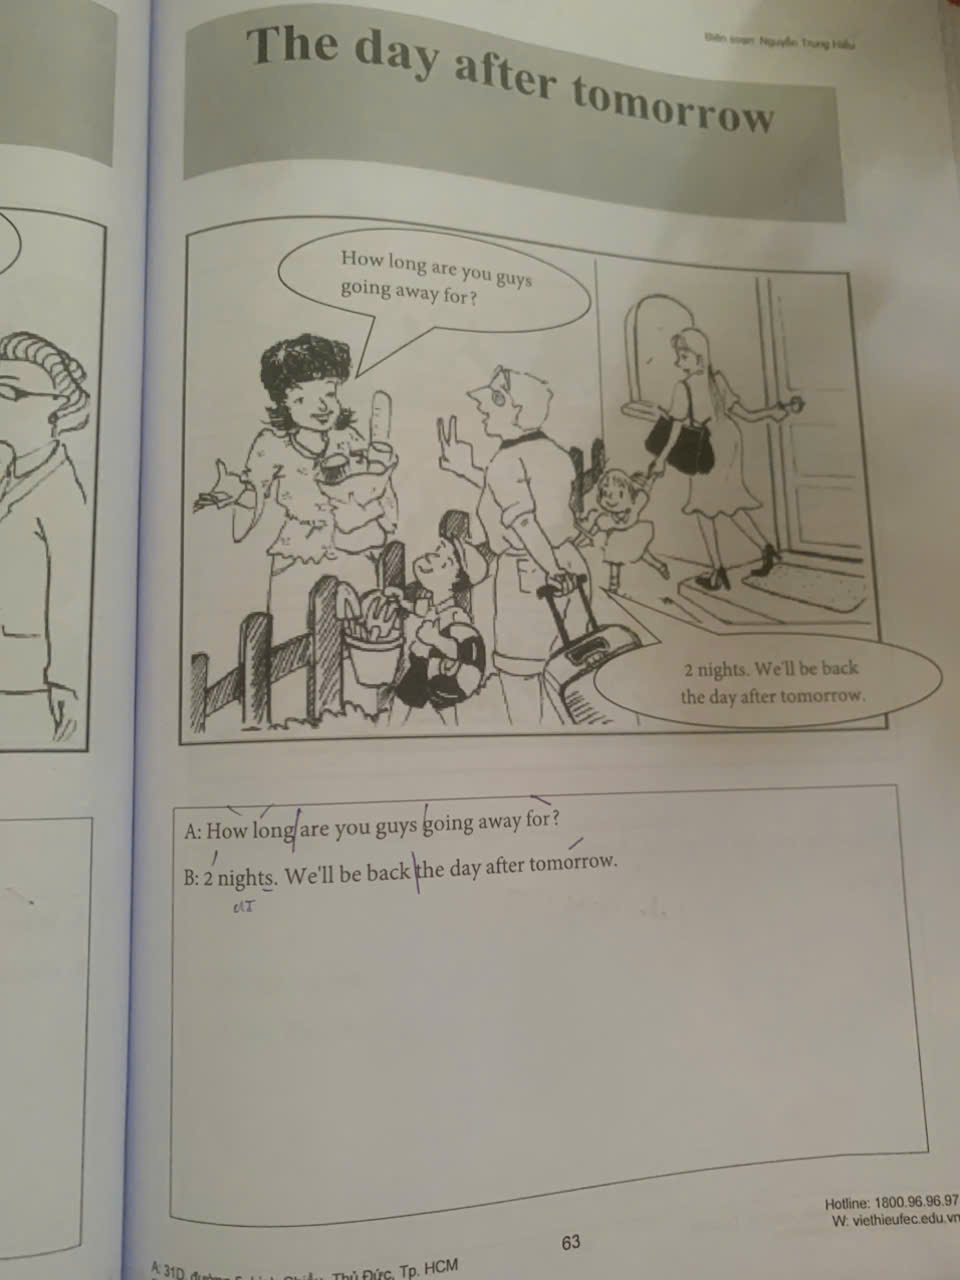 The day after tomorrow
Biên soạn: Nguyễn Trung Hiếu
How long are you guys
going away for?
2 nights. We'll be back
the day after tomorrow.
A: How long are you guys going away for?
B: 2 nights. We'll be back the day after tomorrow.
Hotline: 1800.96.96.97
W: viethieufec.edu.vn
63
A: 31D, đường Thủ Đức, Tp. HCM